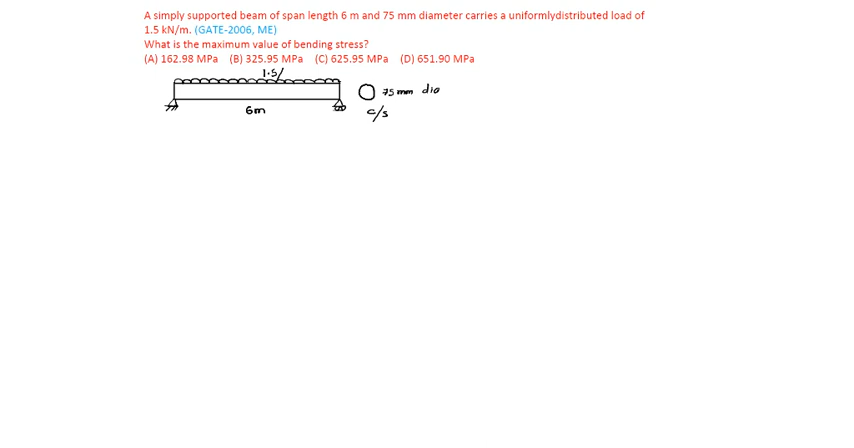 A simply supported beam of span length 6 m and 75 mm diameter carries a uniformlydistributed load of
1.5 kN/m. (GATE-2006, ME)
What is the maximum value of bending stress?
(A) 162.98 MPa (B) 325.95 MPa (C) 625.95 MPa (D) 651.90 MPa
1.5/
75 mm dia
6m
c/s